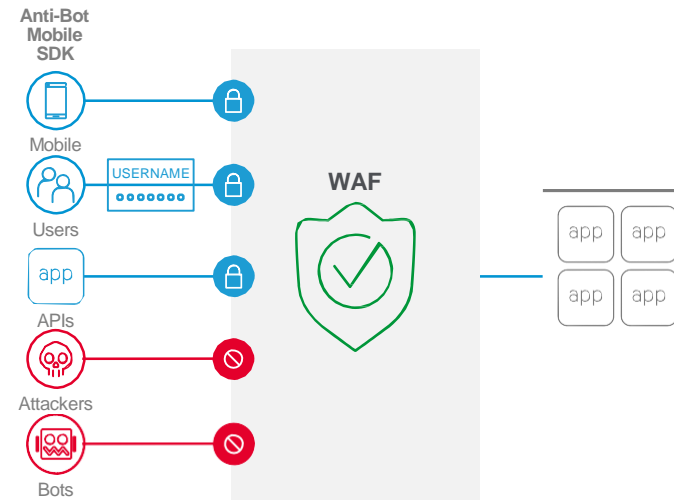 Anti-Bot
Mobile
SDK
Mobile
USERNAME
Users
app
APIs
Attackers
Bots
WAF
app app
app app